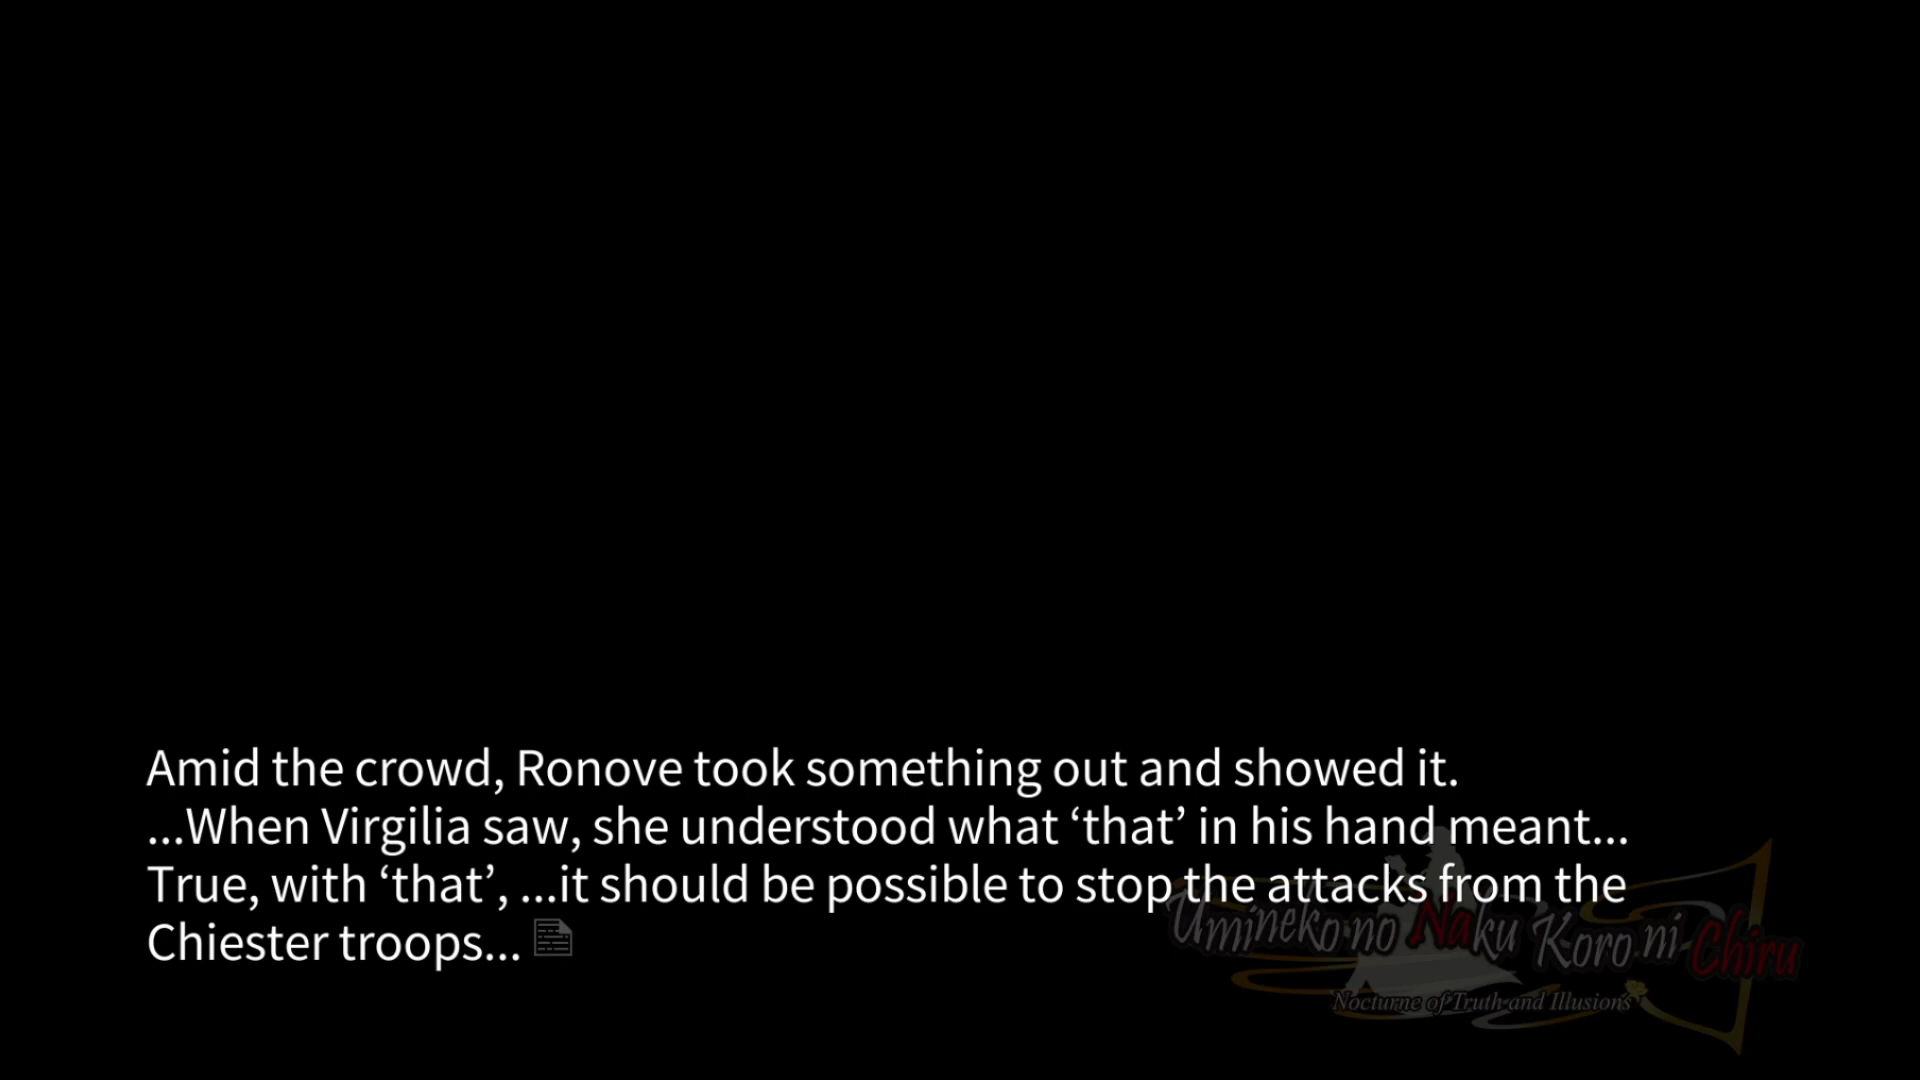 Amid the crowd, Ronove took something out and showed it.
...When Virgilia saw, she understood what ‘that’ in his hand meant...
True, with ‘that’, ...it should be possible to stop the attacks from the
Chiester troops...
Umineko no Naku Koro ni Chiru
Nocturne of Truth and Illusions